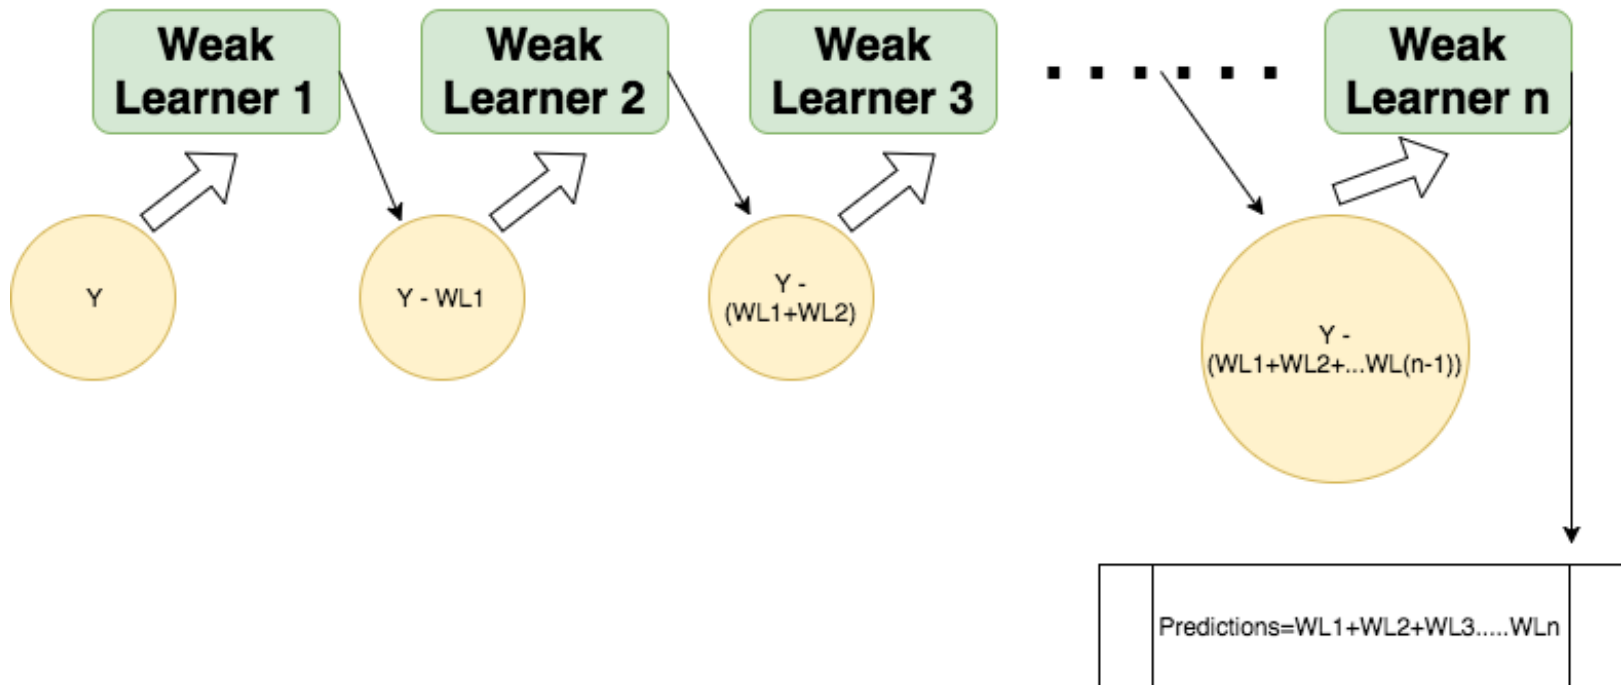 Weak
Learner 1
Weak
Learner 2
Weak
Learner 3
......
Weak
Learner n
Y
Y - WL1
Y -
(WL1+WL2)
Y -
(WL1+WL2+...WL(n-1))
Predictions=WL1+WL2+WL3.....WLn